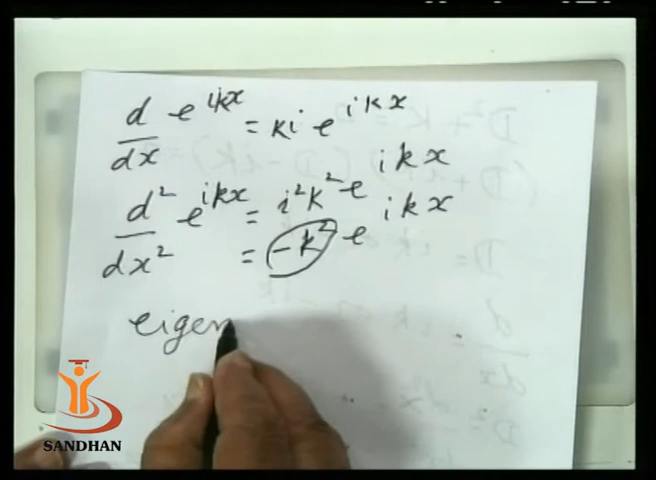 d/dx e^{ikx} = ki e^{ikx}
d²/dx² e^{ikx} = i²k² e^{ikx}
= -k² e^{ikx}
eigen
SANDHAN